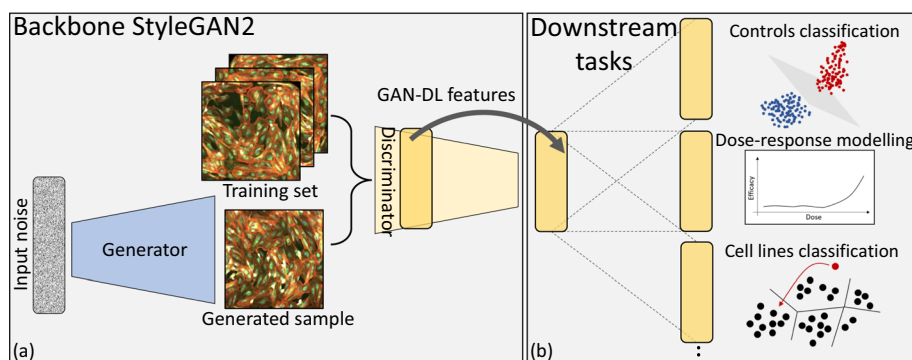 Backbone StyleGAN2
Input noise
Generator
Training set
Generated sample
Discriminator
GAN-DL features
(a)
Downstream
tasks
Controls classification
Dose-response modelling
Efficacy
Dose
Cell lines classification
(b)